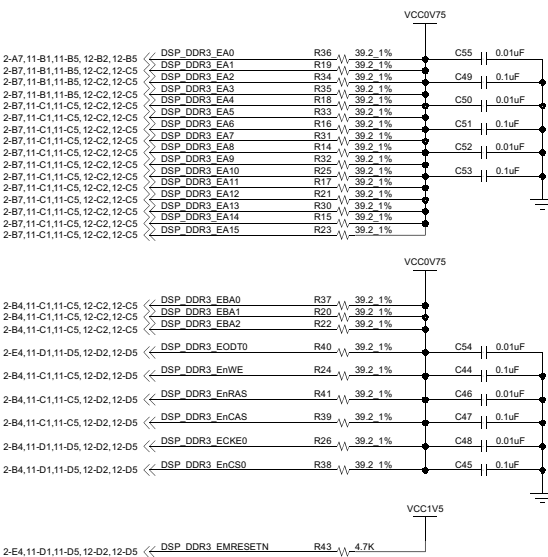 VCC0V75
2-A7,11-B1,11-B5,12-B2,12-B5 DSP_DDR3_EA0 R36 39.2_1% C55 0.01uF
2-B7,11-B1,11-B5,12-C2,12-C5 DSP_DDR3_EA1 R19 39.2_1%
2-B7,11-B1,11-B5,12-C2,12-C5 DSP_DDR3_EA2 R34 39.2_1% C49 0.1uF
2-B7,11-B1,11-B5,12-C2,12-C5 DSP_DDR3_EA3 R35 39.2_1%
2-B7,11-C1,11-C5,12-C2,12-C5 DSP_DDR3_EA4 R18 39.2_1% C50 0.01uF
2-B7,11-C1,11-C5,12-C2,12-C5 DSP_DDR3_EA5 R33 39.2_1%
2-B7,11-C1,11-C5,12-C2,12-C5 DSP_DDR3_EA6 R16 39.2_1% C51 0.1uF
2-B7,11-C1,11-C5,12-C2,12-C5 DSP_DDR3_EA7 R31 39.2_1%
2-B7,11-C1,11-C5,12-C2,12-C5 DSP_DDR3_EA8 R14 39.2_1% C52 0.01uF
2-B7,11-C1,11-C5,12-C2,12-C5 DSP_DDR3_EA9 R32 39.2_1%
2-B7,11-C1,11-C5,12-C2,12-C5 DSP_DDR3_EA10 R25 39.2_1% C53 0.1uF
2-B7,11-C1,11-C5,12-C2,12-C5 DSP_DDR3_EA11 R17 39.2_1%
2-B7,11-C1,11-C5,12-C2,12-C5 DSP_DDR3_EA12 R21 39.2_1%
2-B7,11-C1,11-C5,12-C2,12-C5 DSP_DDR3_EA13 R30 39.2_1%
2-B7,11-C1,11-C5,12-C2,12-C5 DSP_DDR3_EA14 R15 39.2_1%
2-B7,11-C1,11-C5,12-C2,12-C5 DSP_DDR3_EA15 R23 39.2_1%
VCC0V75
2-B4,11-C1,11-C5,12-C2,12-C5 DSP_DDR3_EBA0 R37 39.2_1%
2-B4,11-C1,11-C5,12-C2,12-C5 DSP_DDR3_EBA1 R20 39.2_1%
2-B4,11-C1,11-C5,12-C2,12-C5 DSP_DDR3_EBA2 R22 39.2_1%
2-E4,11-D1,11-D5,12-D2,12-D5 DSP_DDR3_EODT0 R40 39.2_1% C54 0.01uF
2-B4,11-C1,11-C5,12-D2,12-D5 DSP_DDR3_EnWE R24 39.2_1% C44 0.1uF
2-B4,11-C1,11-C5,12-D2,12-D5 DSP_DDR3_EnRAS R41 39.2_1% C46 0.01uF
2-B4,11-C1,11-C5,12-D2,12-D5 DSP_DDR3_EnCAS R39 39.2_1% C47 0.1uF
2-B4,11-D1,11-D5,12-D2,12-D5 DSP_DDR3_ECKE0 R26 39.2_1% C48 0.01uF
2-B4,11-D1,11-D5,12-D2,12-D5 DSP_DDR3_EnCS0 R38 39.2_1% C45 0.1uF
VCC1V5
2-E4,11-D1,11-D5,12-D2,12-D5 DSP_DDR3_EMRESETN R43 4.7K